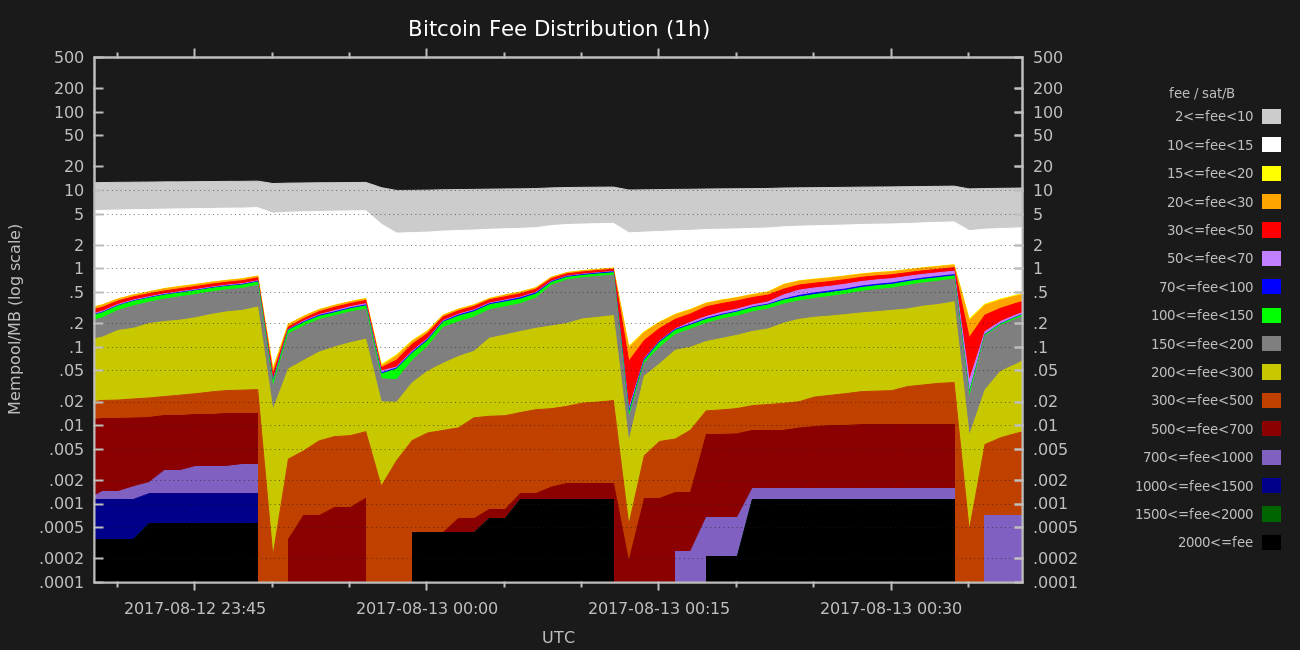 Bitcoin Fee Distribution (1h)
500
200
100
50
20
10
5
2
1
.5
.2
.1
.05
.02
.01
.005
.002
.001
.0005
.0002
.0001
Mempool/MB (log scale)
500
200
100
50
20
10
5
2
1
.5
.2
.1
.05
.02
.01
.005
.002
.001
.0005
.0002
.0001
2017-08-12 23:45
2017-08-13 00:00
2017-08-13 00:15
2017-08-13 00:30
UTC
fee / sat/B
2<=fee<10
10<=fee<15
15<=fee<20
20<=fee<30
30<=fee<50
50<=fee<70
70<=fee<100
100<=fee<150
150<=fee<200
200<=fee<300
300<=fee<500
500<=fee<700
700<=fee<1000
1000<=fee<1500
1500<=fee<2000
2000<=fee